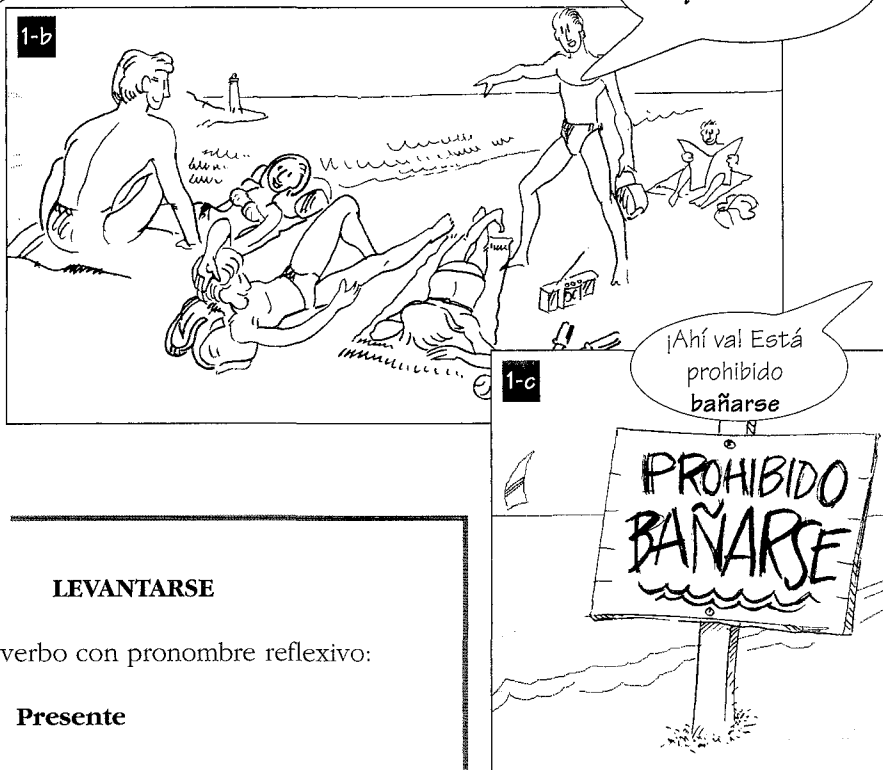 1-b
¡Ahí va! Está
prohibido
bañarse
1-c
PROHIBIDO
BAÑARSE
LEVANTARSE
verbo con pronombre reflexivo:
Presente